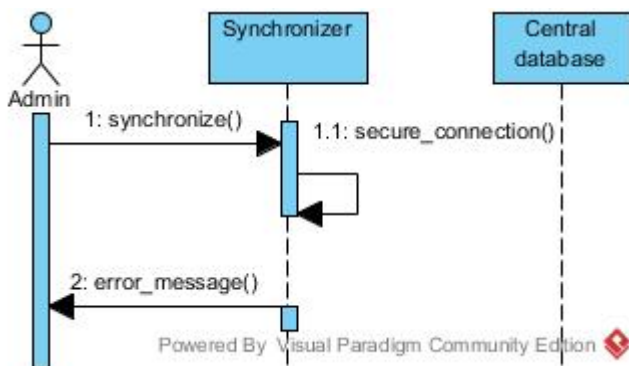 Synchronizer
Central
database
Admin
1: synchronize()
1.1: secure_connection()
2: error_message()
Powered By Visual Paradigm Community Edition